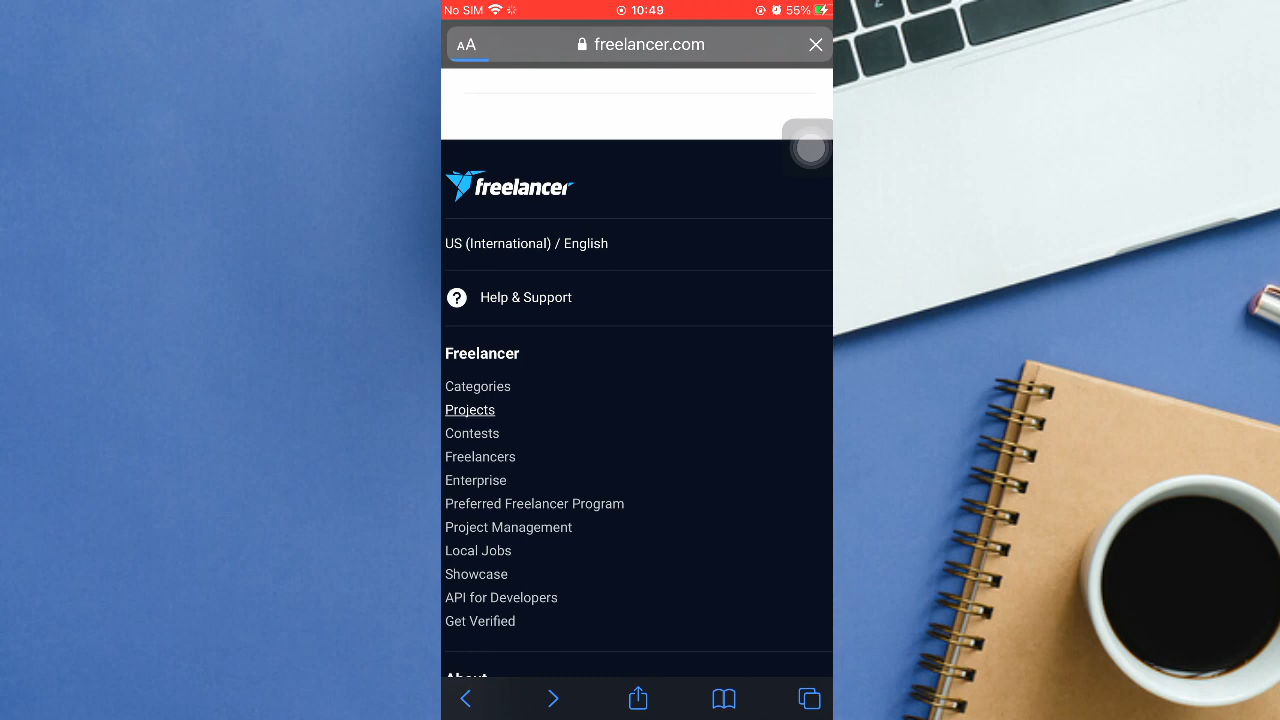 No SIM 10:49 55%
AA freelancer.com
freelancer
US (International) / English
? Help & Support
Freelancer
Categories
Projects
Contests
Freelancers
Enterprise
Preferred Freelancer Program
Project Management
Local Jobs
Showcase
API for Developers
Get Verified
About